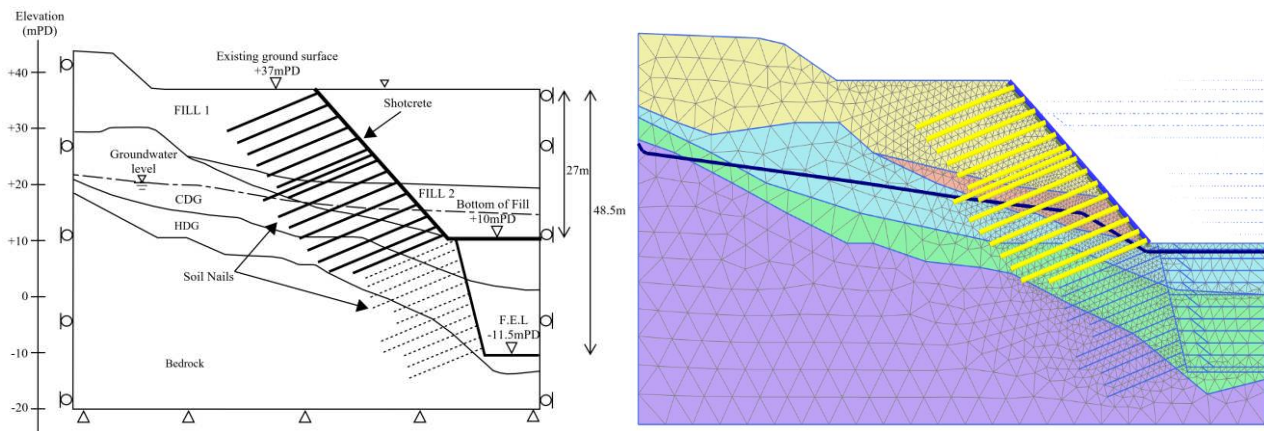 Elevation
(mPD)
+40
+30
+20
+10
0
-10
-20
Existing ground surface
+37mPD
FILL 1
Shotcrete
Groundwater
level
CDG
HDG
FILL 2
Bottom of Fill
+10mPD
Soil Nails
F.E.L
-11.5mPD
Bedrock
27m
48.5m